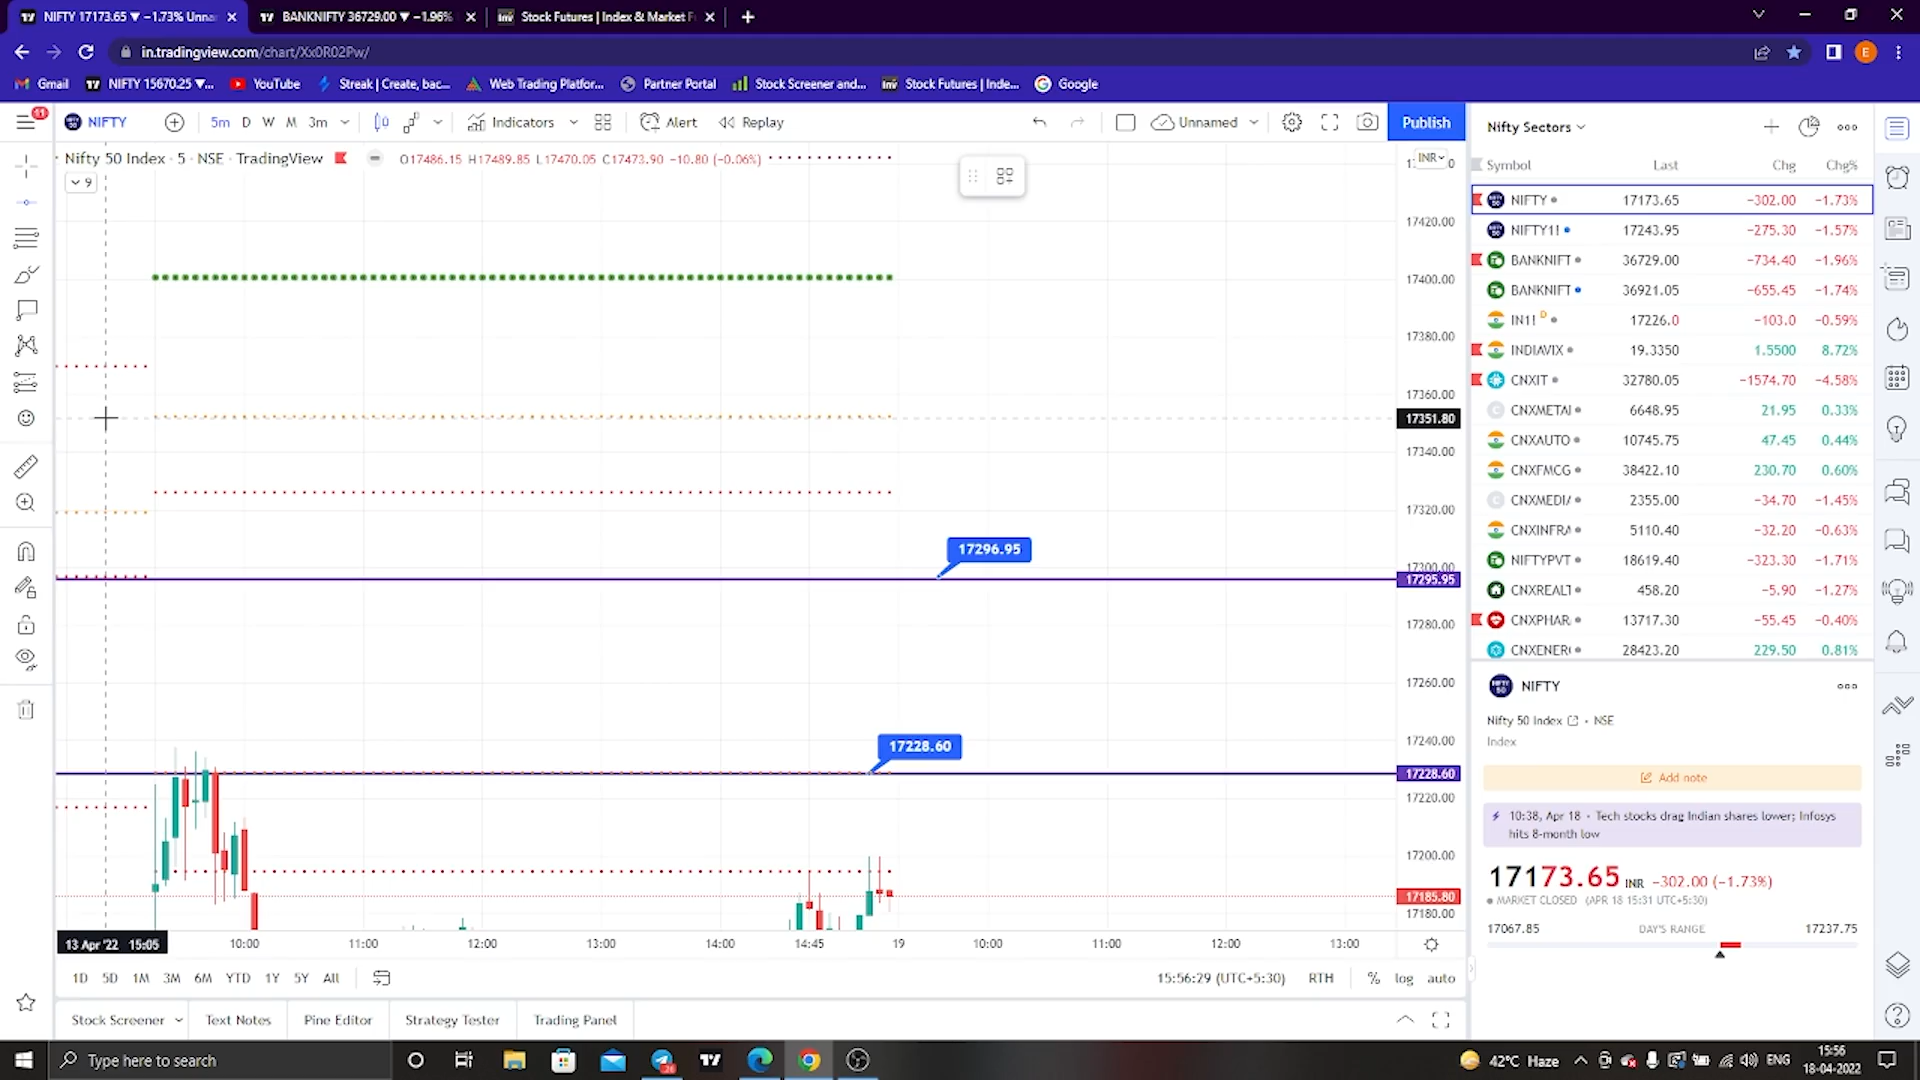 NIFTY 17173.65 ▼ −1.73% Unnar
BANKNIFTY 36729.00 ▼ −1.96%
Stock Futures | Index & Market F
in.tradingview.com/chart/Xx0R02Pw/
E
Gmail
NIFTY 15670.25 ▼...
YouTube
Streak | Create, bac...
Web Trading Platfor...
Partner Portal
Stock Screener and...
Inv Stock Futures | Inde...
Google
NIFTY
5m D W M 3m
Indicators
Alert
Replay
Unnamed
Publish
Nifty 50 Index · 5 · NSE · TradingView
O17486.15 H17489.85 L17470.05 C17473.90 −10.80 (−0.06%)
9
INR
17420.00
17400.00
17380.00
17360.00
17351.80
17340.00
17320.00
17300.00
17295.95
17280.00
17260.00
17240.00
17228.60
17220.00
17200.00
17185.80
17180.00
17296.95
17228.60
13 Apr '22 15:05
10:00 11:00 12:00 13:00 14:00 14:45 19 10:00 11:00 12:00 13:00
1D 5D 1M 3M 6M YTD 1Y 5Y All
15:56:29 (UTC+5:30) RTH % log auto
Stock Screener Text Notes Pine Editor Strategy Tester Trading Panel
Nifty Sectors
Symbol Last Chg Chg%
NIFTY 17173.65 −302.00 −1.73%
NIFTY1! 17243.95 −275.30 −1.57%
BANKNIFT 36729.00 −734.40 −1.96%
BANKNIFT 36921.05 −655.45 −1.74%
IN1! D 17226.0 −103.0 −0.59%
INDIAVIX 19.3350 1.5500 8.72%
CNXIT 32780.05 −1574.70 −4.58%
CNXMETAI 6648.95 21.95 0.33%
CNXAUTO 10745.75 47.45 0.44%
CNXFMCG 38422.10 230.70 0.60%
CNXMEDI/ 2355.00 −34.70 −1.45%
CNXINFRA 5110.40 −32.20 −0.63%
NIFTYPVT 18619.40 −323.30 −1.71%
CNXREALT 458.20 −5.90 −1.27%
CNXPHAR 13717.30 −55.45 −0.40%
CNXENER 28423.20 229.50 0.81%
NIFTY
Nifty 50 Index · NSE
Index
Add note
10:38, Apr 18 · Tech stocks drag Indian shares lower; Infosys
hits 8-month low
17173.65 INR −302.00 (−1.73%)
MARKET CLOSED (APR 18 15:31 UTC+5:30)
17067.85 DAY'S RANGE 17237.75
Type here to search
42°C Haze
ENG
15:56
18-04-2022